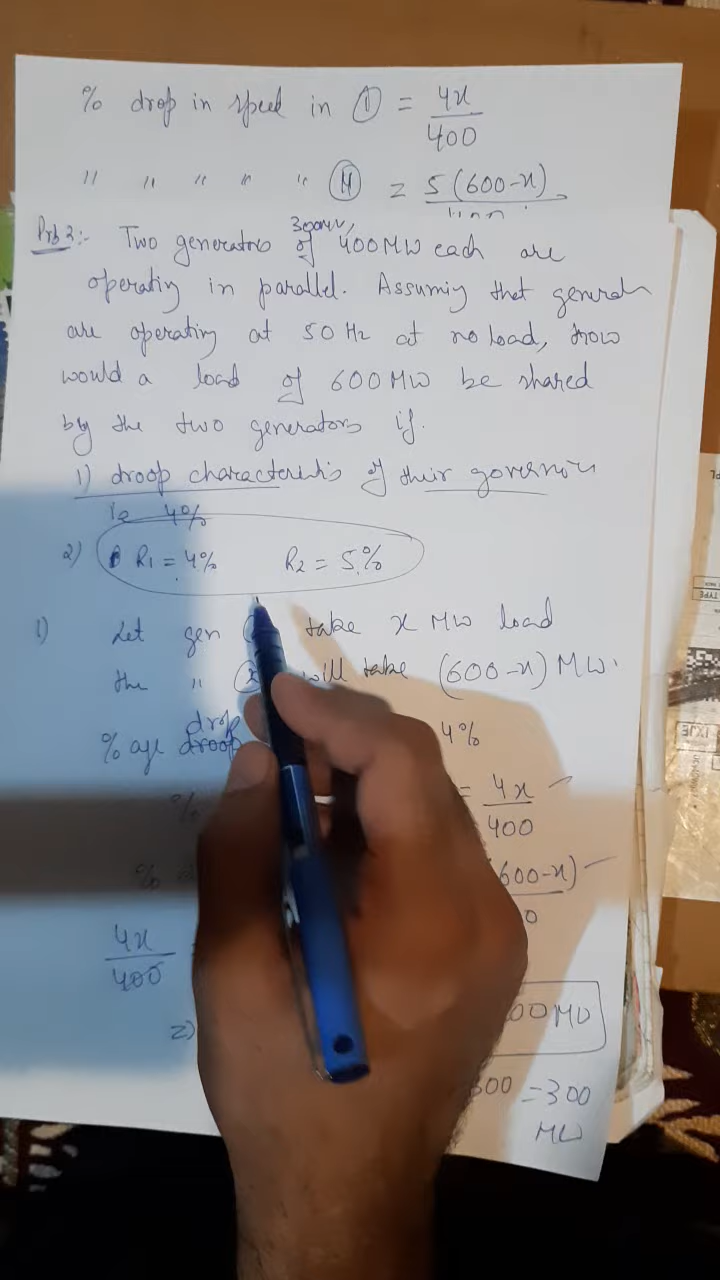 % drop in speed in ① = 4x/400
" " " " " = 5(600-x)
Prb 2:- Two generators of 300MW, 400MW each are
operating in parallel. Assuming that
are operating at 50 Hz at no load, how
would a load of 600 MW be shared
by the two generators if.
1) droop characteristics of their governors
is 4%
2) R1 = 4% R2 = 5%
1) Let gen take x MW load
the " will take (600-x) MW.
drop
% age droop 4%
% = 4x/400
% 600-x)
4x/400
=) 00 MW
300 = 300
MW